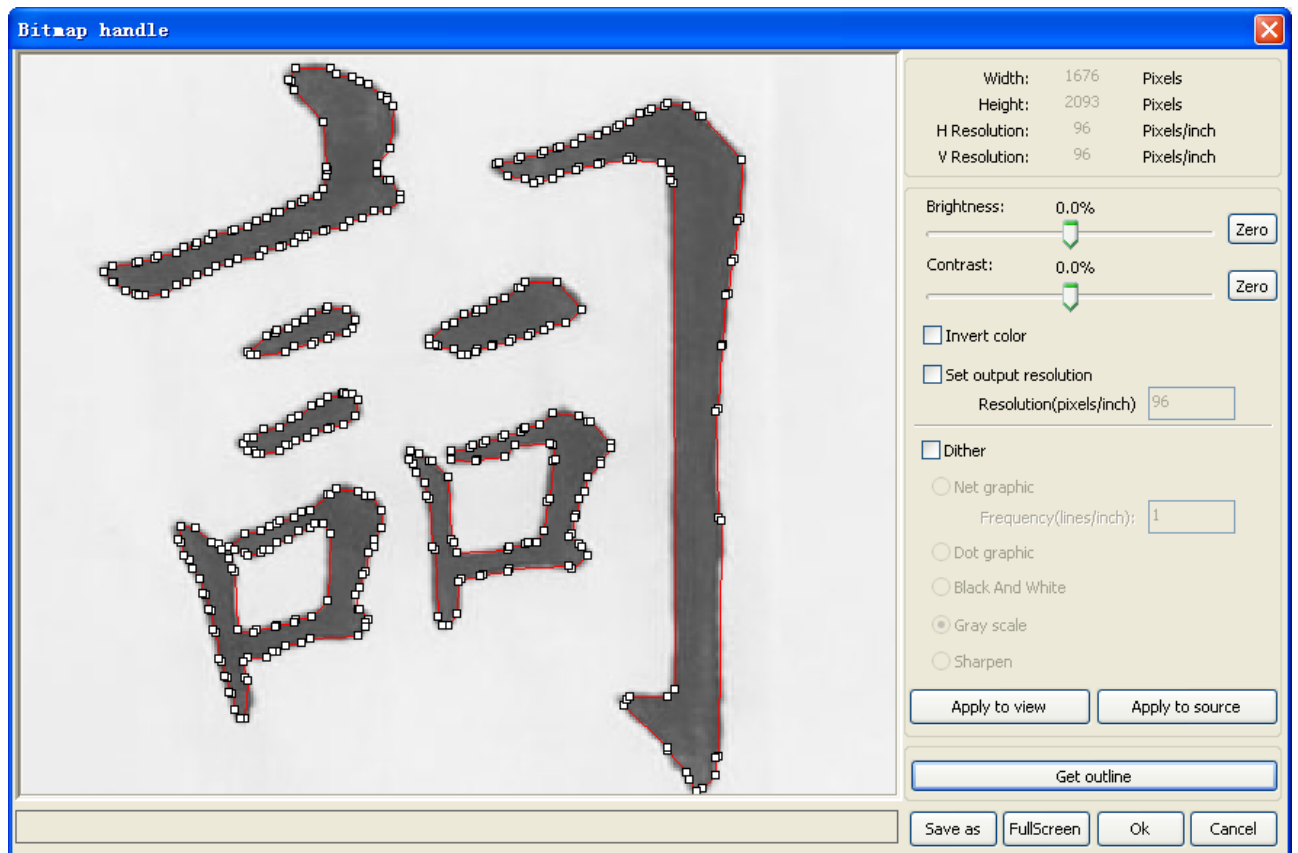 Bitmap handle
詞
Width: 1676 Pixels
Height: 2093 Pixels
H Resolution: 96 Pixels/inch
V Resolution: 96 Pixels/inch
Brightness: 0.0%
Zero
Contrast: 0.0%
Zero
Invert color
Set output resolution
Resolution(pixels/inch) 96
Dither
Net graphic
Frequency(lines/inch): 1
Dot graphic
Black And White
Gray scale
Sharpen
Apply to view Apply to source
Get outline
Save as FullScreen Ok Cancel